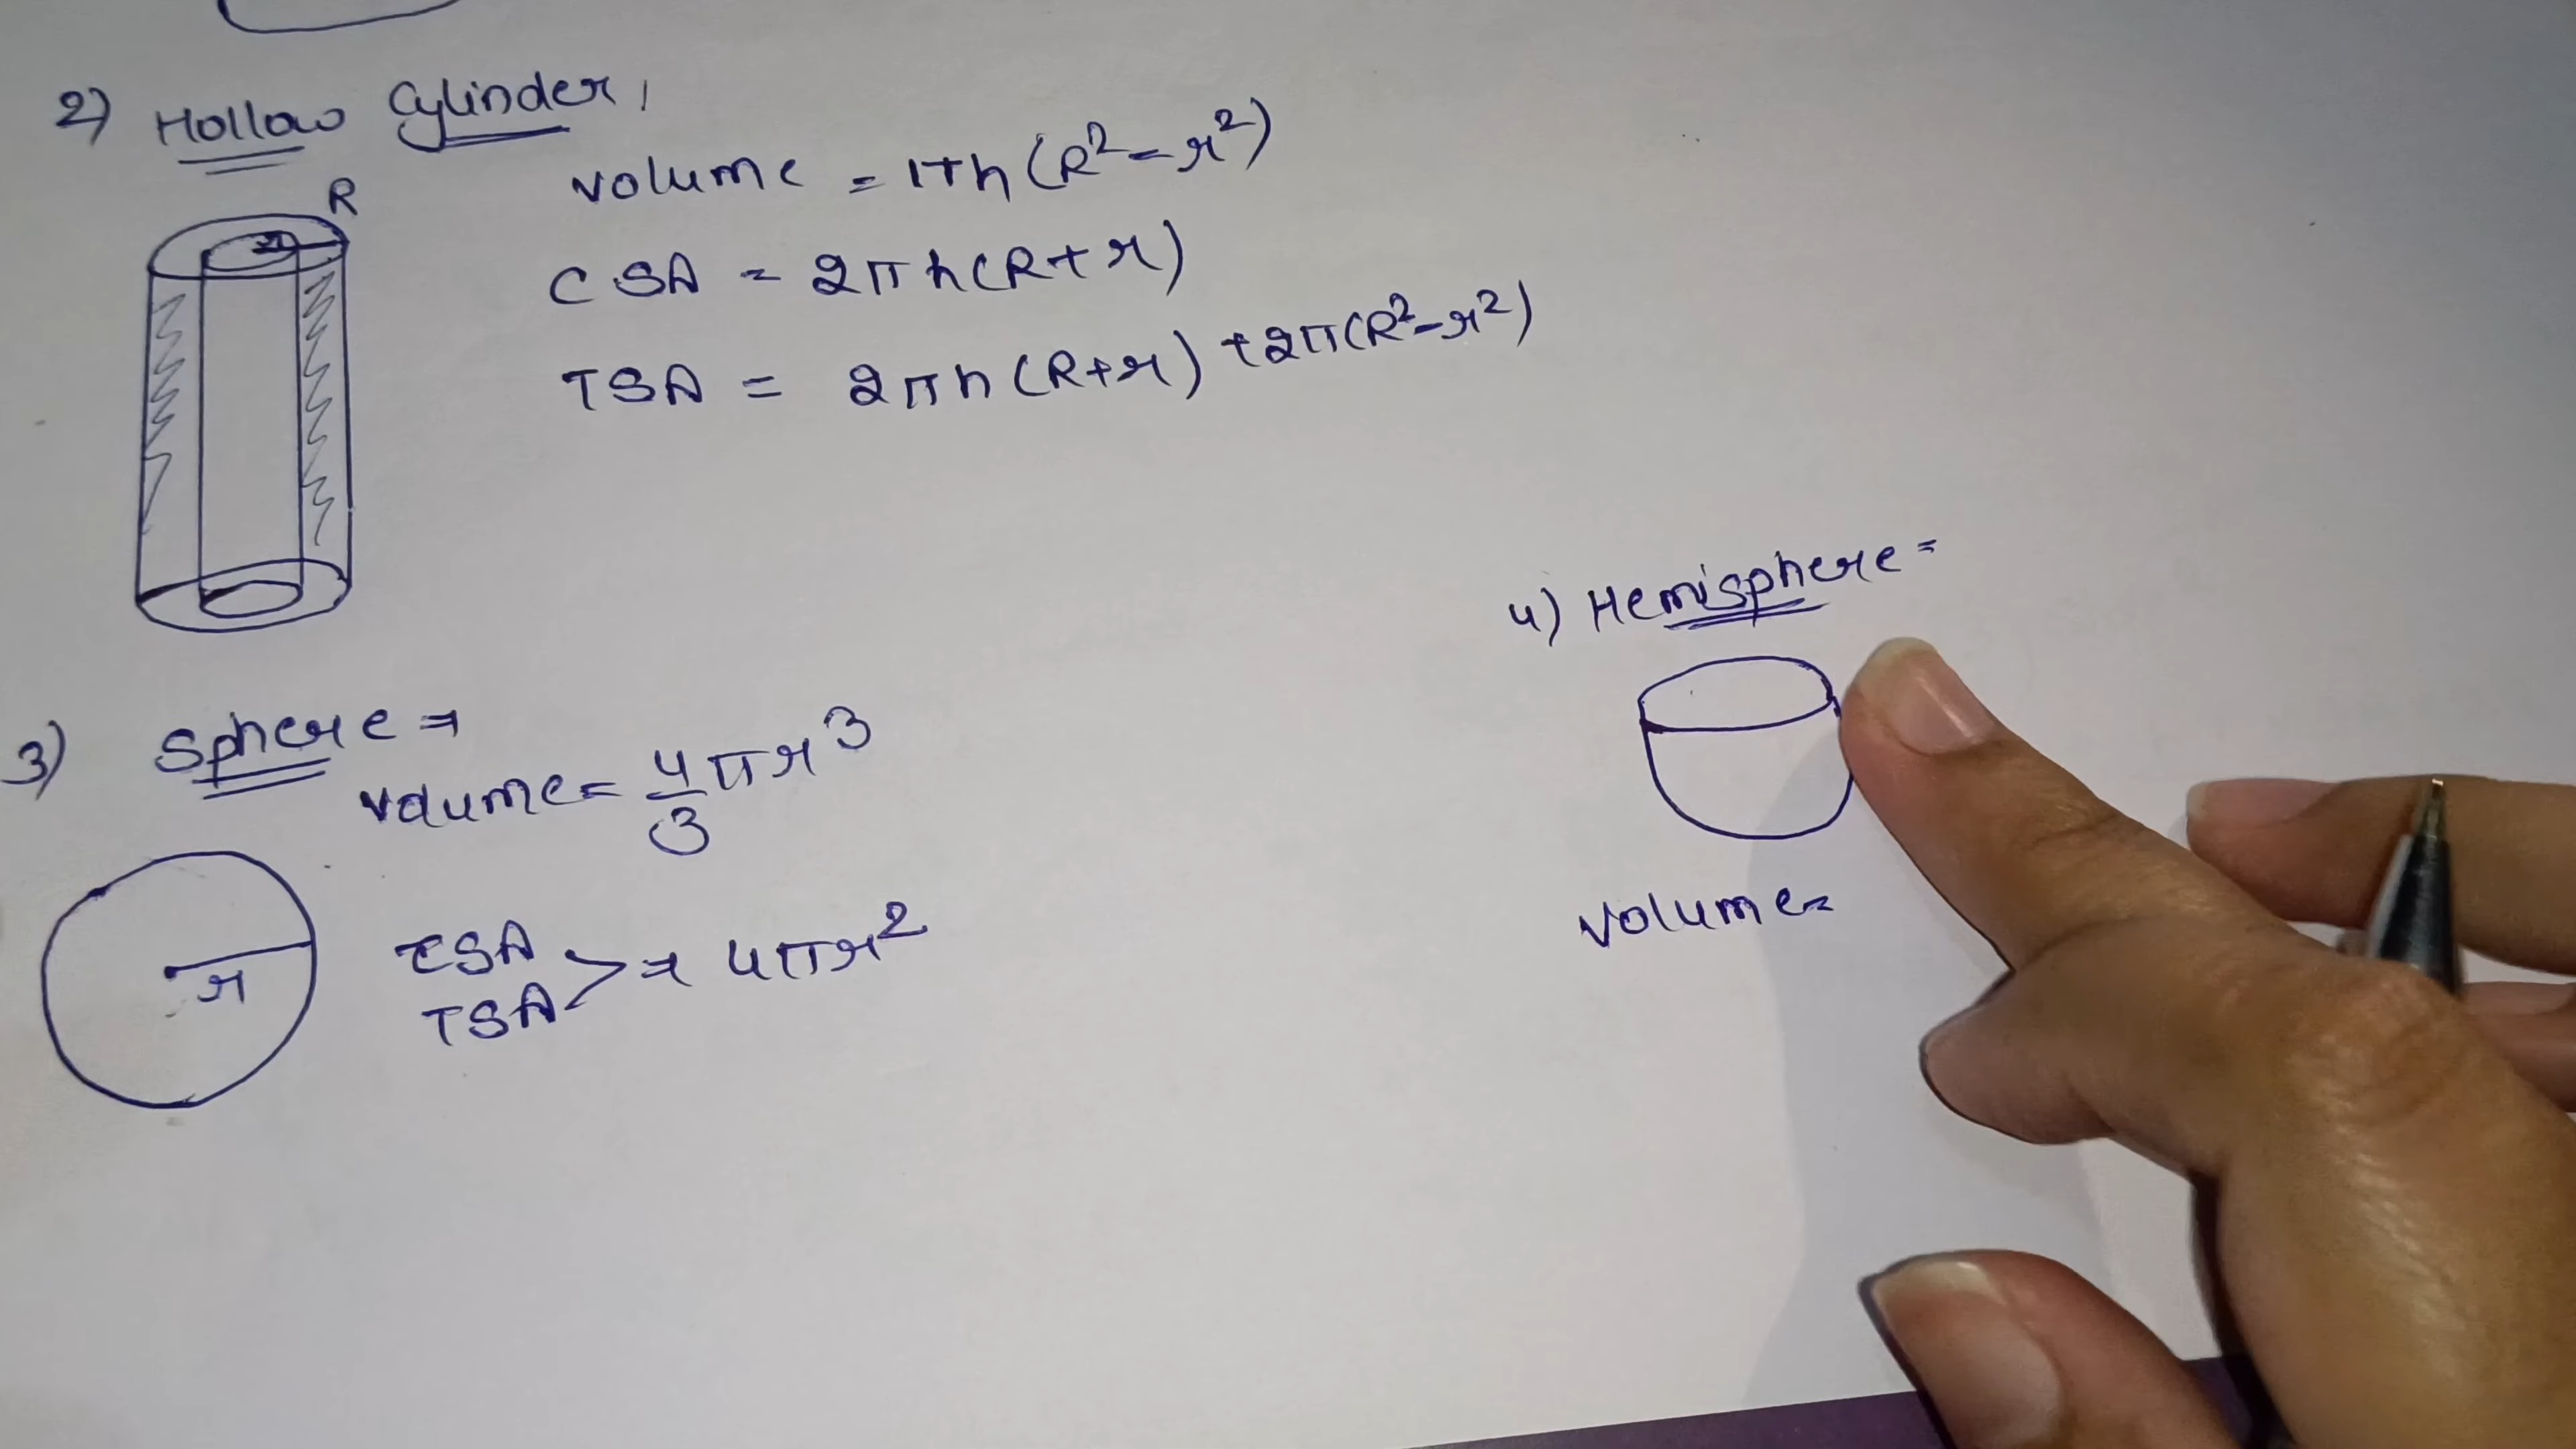 2) Hollow Cylinder,
R
r
Volume = πh(R²-r²)
CSA = 2πh(R+r)
TSA = 2πh(R+r) +2π(R²-r²)
3) Sphere ⇒
Volume = 4/3 πr³
r
CSA
TSA > ⇒ 4πr²
4) Hemisphere =
Volume=